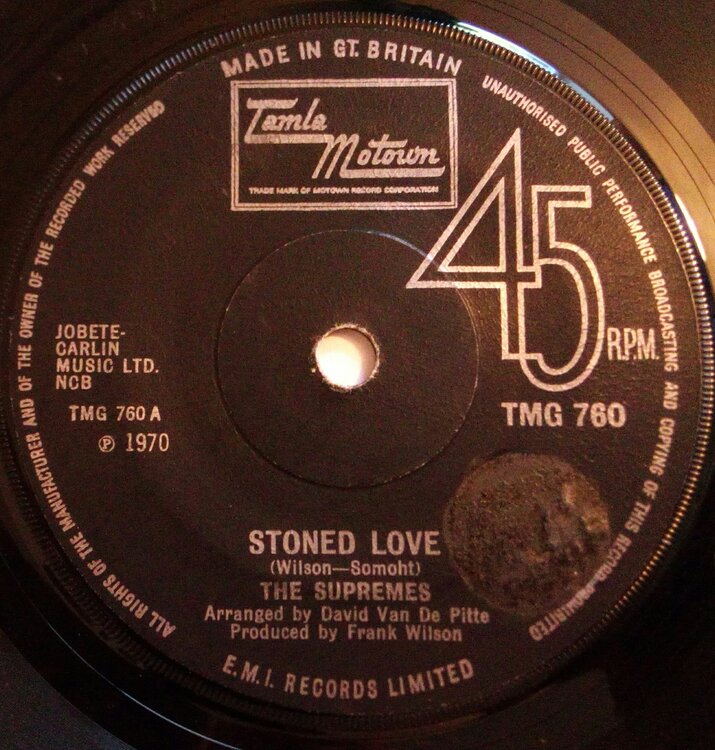 MADE IN GT. BRITAIN
UNAUTHORISED PUBLIC PERFORMANCE BROADCASTING AND COPYING OF THIS RECORD PROHIBITED
ALL RIGHTS OF THE MANUFACTURER AND OF THE OWNER OF THE RECORDED WORK RESERVED
Tamla
Motown
TRADE MARK OF MOTOWN RECORD CORPORATION
45
R.P.M.
JOBETE-
CARLIN
MUSIC LTD.
NCB
TMG 760 A
℗ 1970
TMG 760
STONED LOVE
(Wilson—Somoht)
THE SUPREMES
Arranged by David Van De Pitte
Produced by Frank Wilson
E.M.I. RECORDS LIMITED